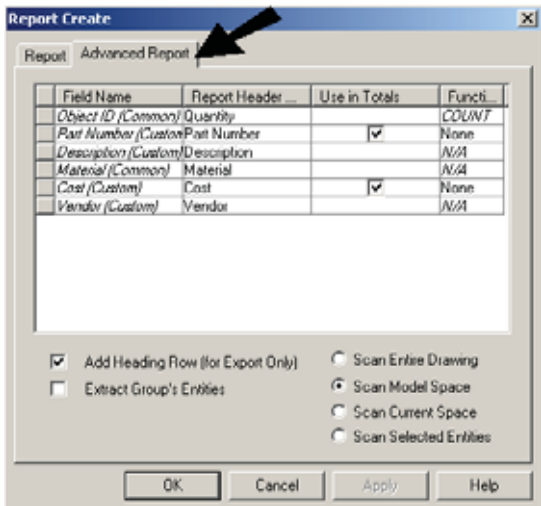 Report Create
Report Advanced Report
Field Name Report Header ... Use in Totals Functi...
Object ID (Common) Quantity COUNT
Part Number (Custom Part Number None
Description (Custom) Description N/A
Material (Common) Material N/A
Cost (Custom) Cost None
Vendor (Custom) Vendor N/A
Add Heading Row (for Export Only)
Extract Group's Entities
Scan Entire Drawing
Scan Model Space
Scan Current Space
Scan Selected Entities
OK Cancel Apply Help